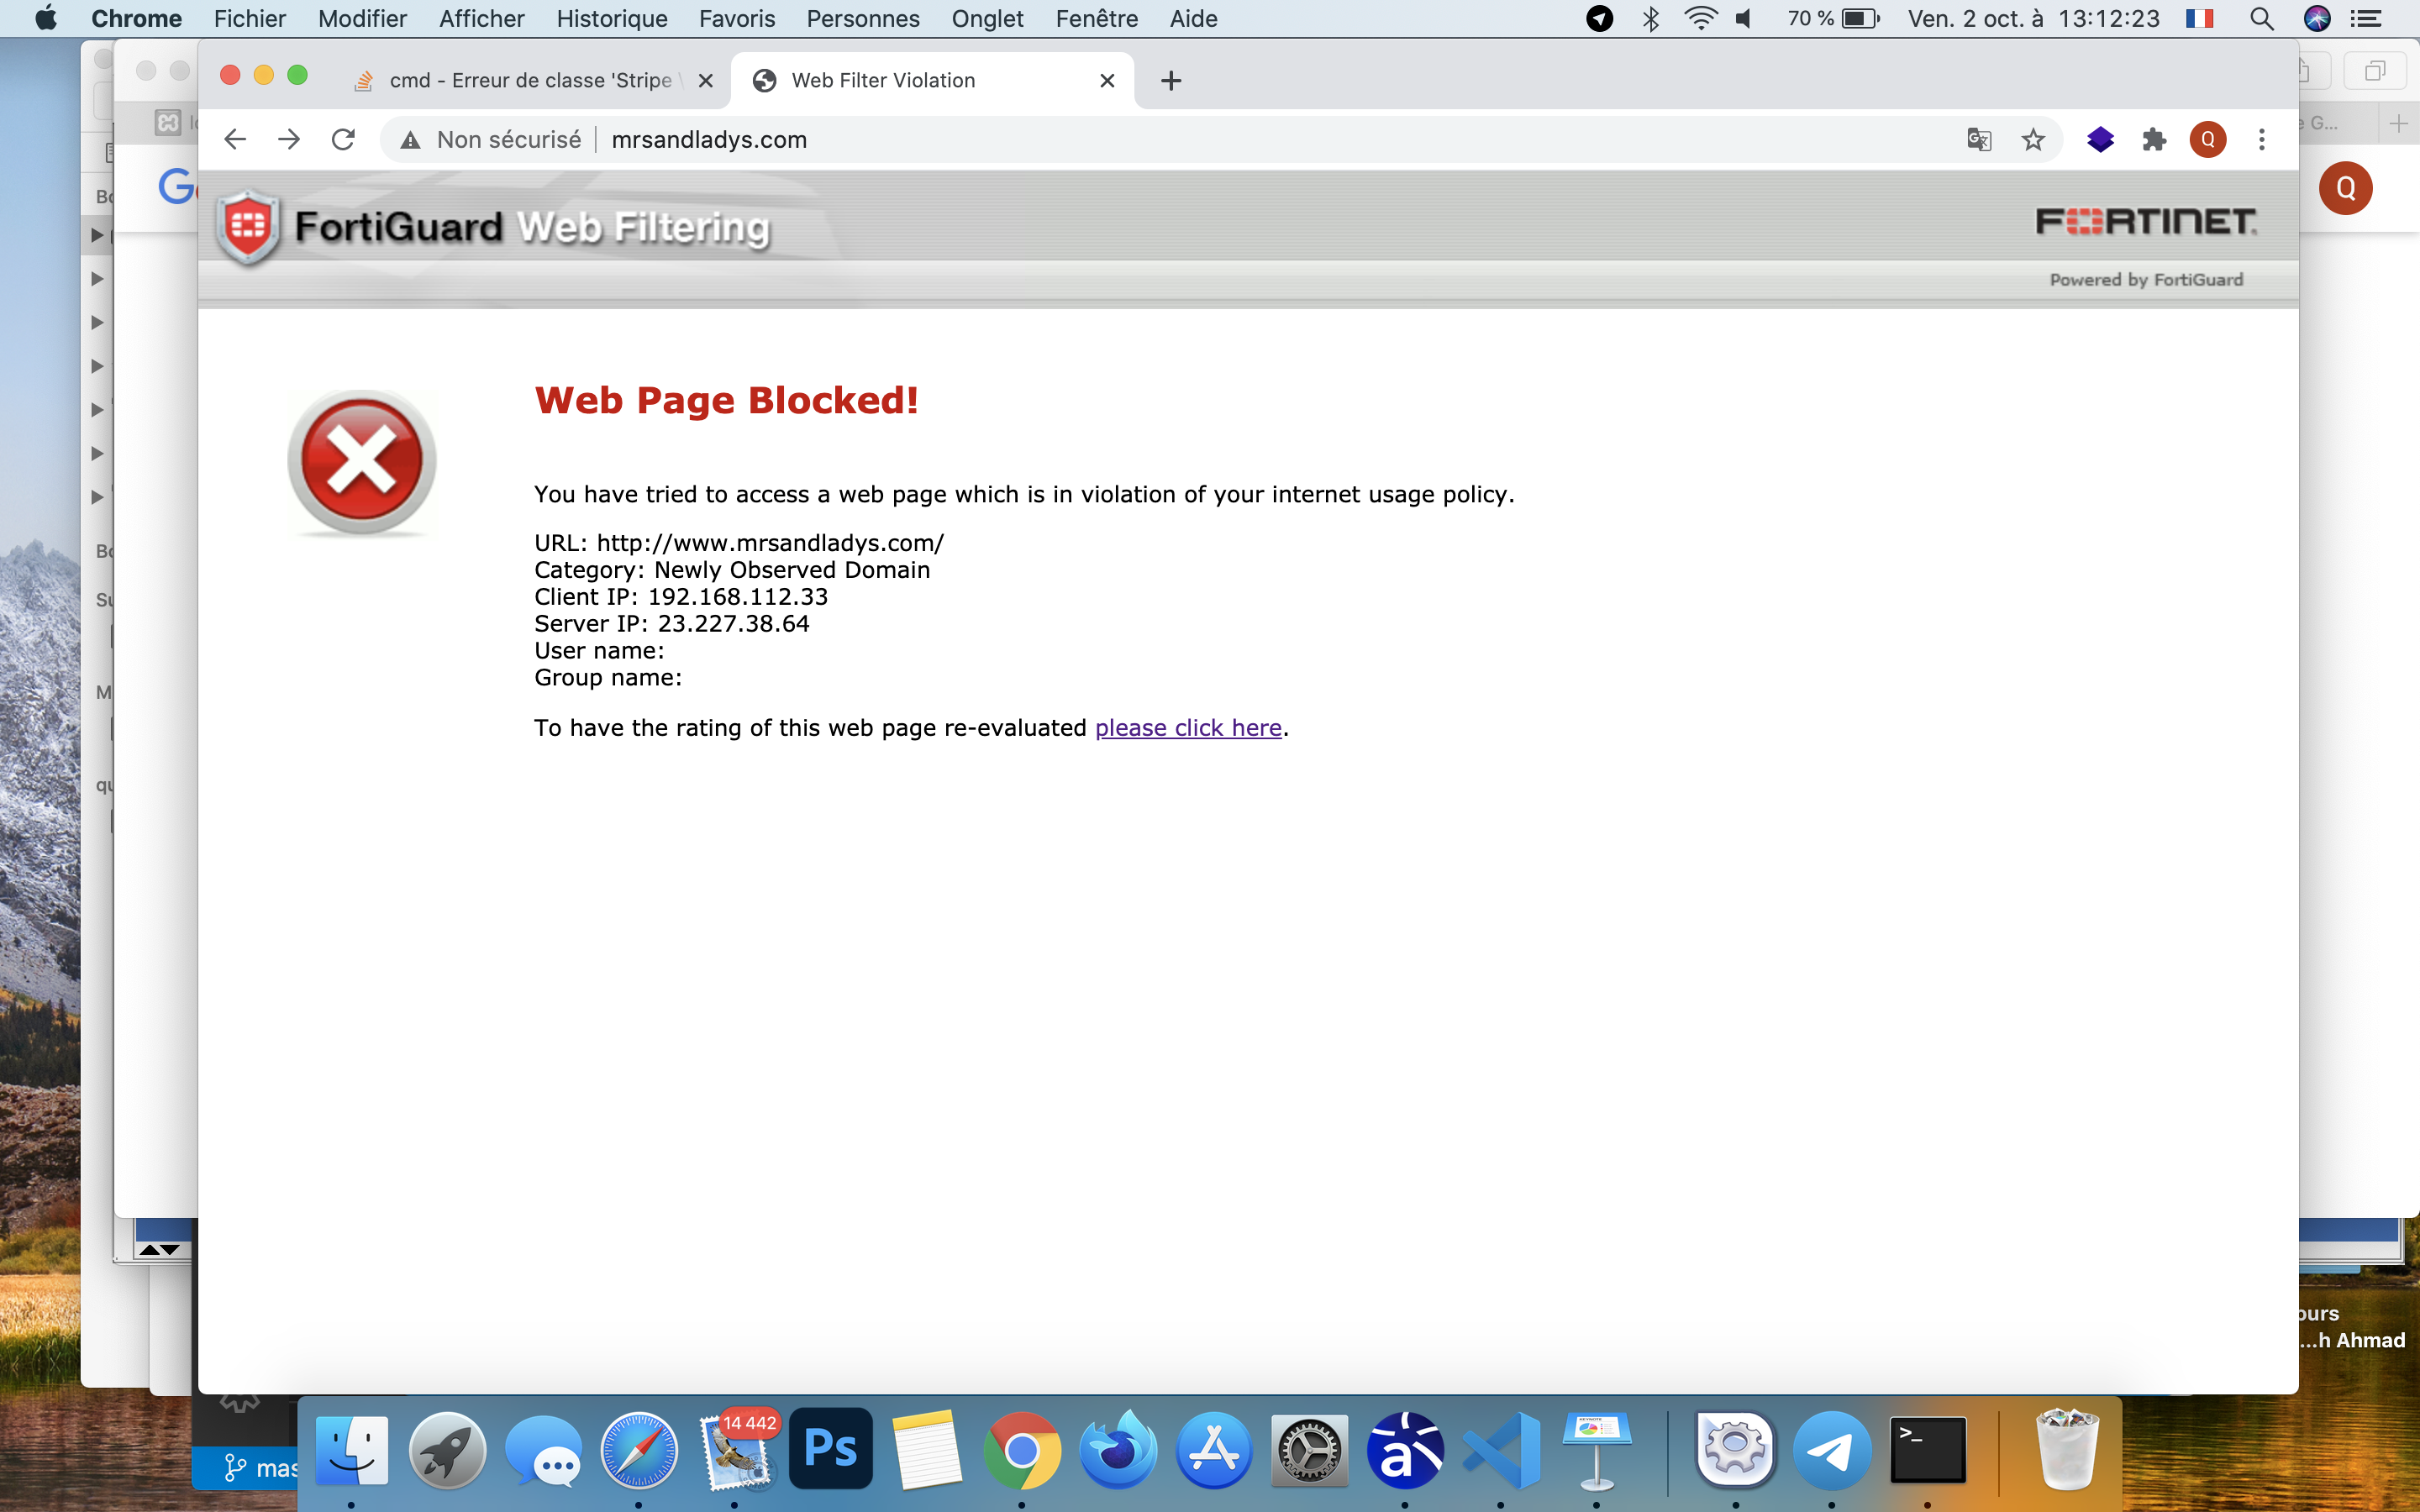 Chrome Fichier Modifier Afficher Historique Favoris Personnes Onglet Fenêtre Aide 70 % Ven. 2 oct. à 13:12:23
cmd - Erreur de classe 'Stripe
Web Filter Violation
Non sécurisé mrsandladys.com
Q
Q
FortiGuard Web Filtering
FORTINET
Powered by FortiGuard
Web Page Blocked!
You have tried to access a web page which is in violation of your internet usage policy.
URL: http://www.mrsandladys.com/
Category: Newly Observed Domain
Client IP: 192.168.112.33
Server IP: 23.227.38.64
User name:
Group name:
To have the rating of this web page re-evaluated please click here.
ours
...h Ahmad
mas
14 442
Ps
KEYNOTE
a
>_